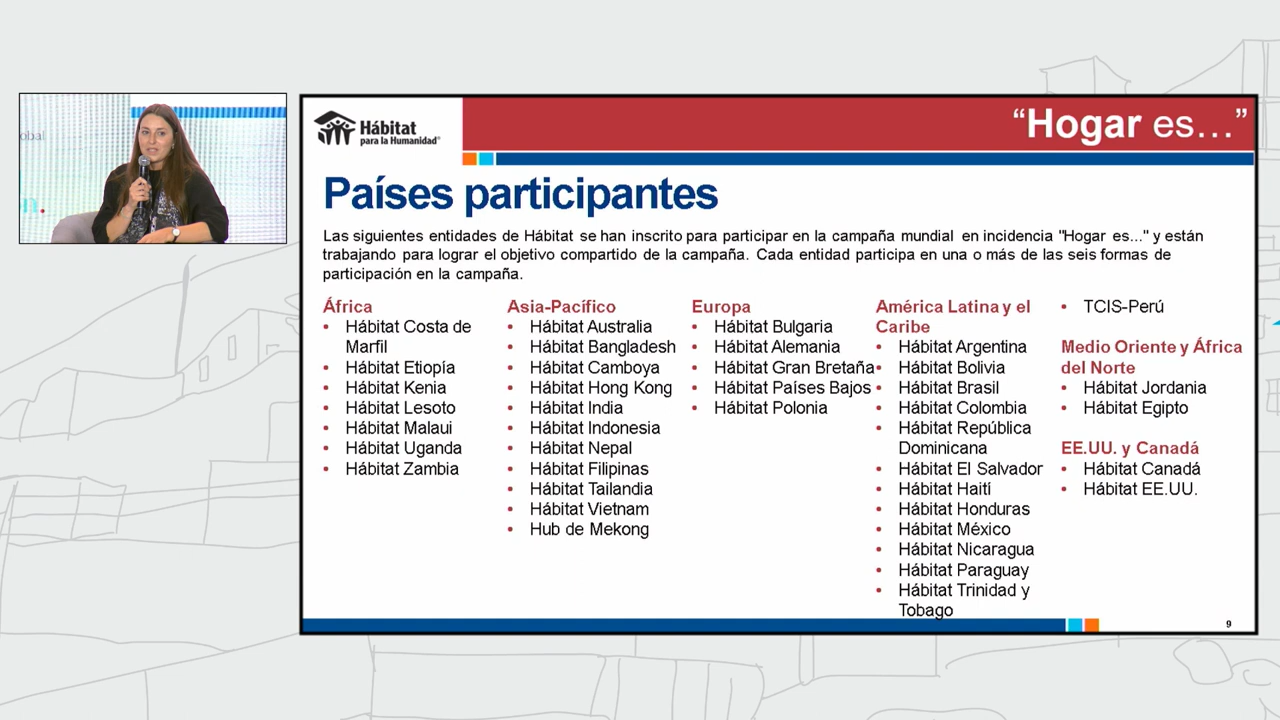 obal
n.
Hábitat
para la Humanidad®
“Hogar es…”
Países participantes
Las siguientes entidades de Hábitat se han inscrito para participar en la campaña mundial en incidencia "Hogar es..." y están
trabajando para lograr el objetivo compartido de la campaña. Cada entidad participa en una o más de las seis formas de
participación en la campaña.
África
• Hábitat Costa de
Marfil
• Hábitat Etiopía
• Hábitat Kenia
• Hábitat Lesoto
• Hábitat Malaui
• Hábitat Uganda
• Hábitat Zambia
Asia-Pacífico
• Hábitat Australia
• Hábitat Bangladesh
• Hábitat Camboya
• Hábitat Hong Kong
• Hábitat India
• Hábitat Indonesia
• Hábitat Nepal
• Hábitat Filipinas
• Hábitat Tailandia
• Hábitat Vietnam
• Hub de Mekong
Europa
• Hábitat Bulgaria
• Hábitat Alemania
• Hábitat Gran Bretaña
• Hábitat Países Bajos
• Hábitat Polonia
América Latina y el
Caribe
• Hábitat Argentina
• Hábitat Bolivia
• Hábitat Brasil
• Hábitat Colombia
• Hábitat República
Dominicana
• Hábitat El Salvador
• Hábitat Haití
• Hábitat Honduras
• Hábitat México
• Hábitat Nicaragua
• Hábitat Paraguay
• Hábitat Trinidad y
Tobago
• TCIS-Perú
Medio Oriente y África
del Norte
• Hábitat Jordania
• Hábitat Egipto
EE.UU. y Canadá
• Hábitat Canadá
• Hábitat EE.UU.
9